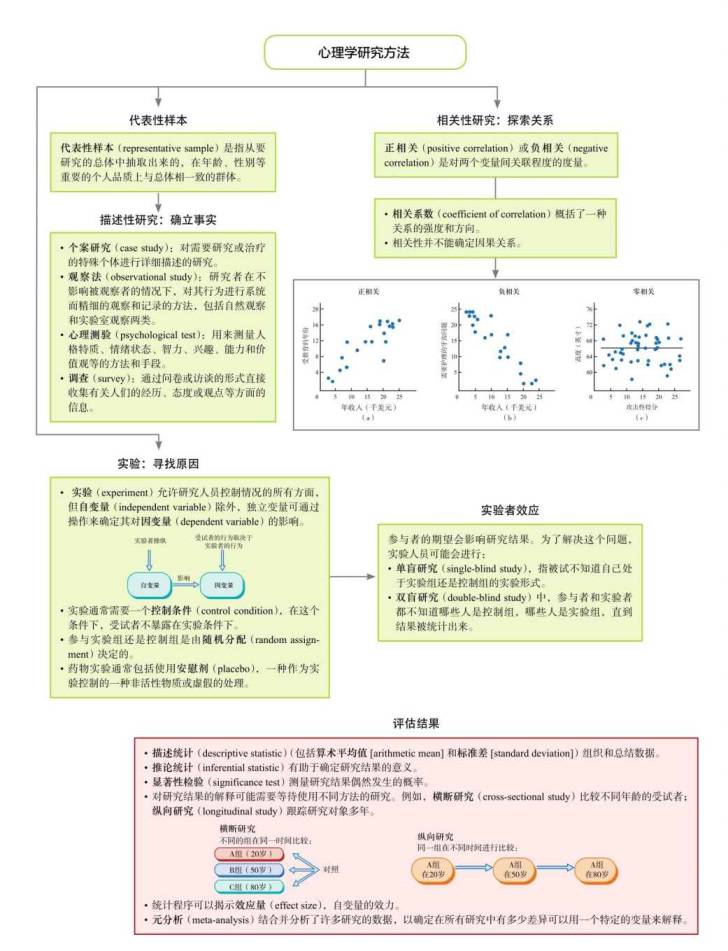 心理学研究方法
代表性样本
代表性样本（representative sample）是指从要
研究的总体中抽取出来的，在年龄、性别等
重要的个人品质上与总体相一致的群体。
描述性研究：确立事实
• 个案研究（case study）：对需要研究或治疗
的特殊个体进行详细描述的研究。
• 观察法（observational study）：研究者在不
影响被观察者的情况下，对其行为进行系统
而精细的观察和记录的方法，包括自然观察
和实验室观察两类。
• 心理测验（psychological test）：用来测量人
格特质、情绪状态、智力、兴趣、能力和价
值观等的方法和手段。
• 调查（survey）：通过问卷或访谈的形式直接
收集有关人们的经历、态度或观点等方面的
信息。
相关性研究：探索关系
正相关（positive correlation）或负相关（negative
correlation）是对两个变量间关联程度的度量。
• 相关系数（coefficient of correlation）概括了一种
关系的强度和方向。
• 相关性并不能确定因果关系。
正相关
受教育的年份
20
16
12
8
4
0 5 10 15 20 25
年收入（千美元）
（a）
负相关
需要护理的牙齿问题
25
20
15
10
5
0 5 10 15 20 25
年收入（千美元）
（b）
零相关
高度（英寸）
76
72
68
64
60
0 5 10 15 20 25
攻击性得分
（c）
实验：寻找原因
• 实验（experiment）允许研究人员控制情况的所有方面，
但自变量（independent variable）除外，独立变量可通过
操作来确定其对因变量（dependent variable）的影响。
实验者操纵
受试者的行为取决于
实验者的行为
自变量
影响
因变量
• 实验通常需要一个控制条件（control condition），在这个
条件下，受试者不暴露在实验条件下。
• 参与实验组还是控制组是由随机分配（random assign-
ment）决定的。
• 药物实验通常包括使用安慰剂（placebo），一种作为实
验控制的一种非活性物质或虚假的处理。
实验者效应
参与者的期望会影响研究结果。为了解决这个问题，
实验人员可能会进行：
• 单盲研究（single-blind study），指被试不知道自己处
于实验组还是控制组的实验形式。
• 双盲研究（double-blind study）中，参与者和实验者
都不知道哪些人是控制组，哪些人是实验组，直到
结果被统计出来。
评估结果
• 描述统计（descriptive statistic）（包括算术平均值 [arithmetic mean] 和标准差 [standard deviation]）组织和总结数据。
• 推论统计（inferential statistic）有助于确定研究结果的意义。
• 显著性检验（significance test）测量研究结果偶然发生的概率。
• 对研究结果的解释可能需要等待使用不同方法的研究。例如，横断研究（cross-sectional study）比较不同年龄的受试者；
纵向研究（longitudinal study）跟踪研究对象多年。
横断研究
不同的组在同一时间比较：
A组（20岁）
B组（50岁）
C组（80岁）
对照
纵向研究
同一组在不同时间进行比较：
A组
在20岁
A组
在50岁
A组
在80岁
• 统计程序可以揭示效应量（effect size），自变量的效力。
• 元分析（meta-analysis）结合并分析了许多研究的数据，以确定在所有研究中有多少差异可以用一个特定的变量来解释。